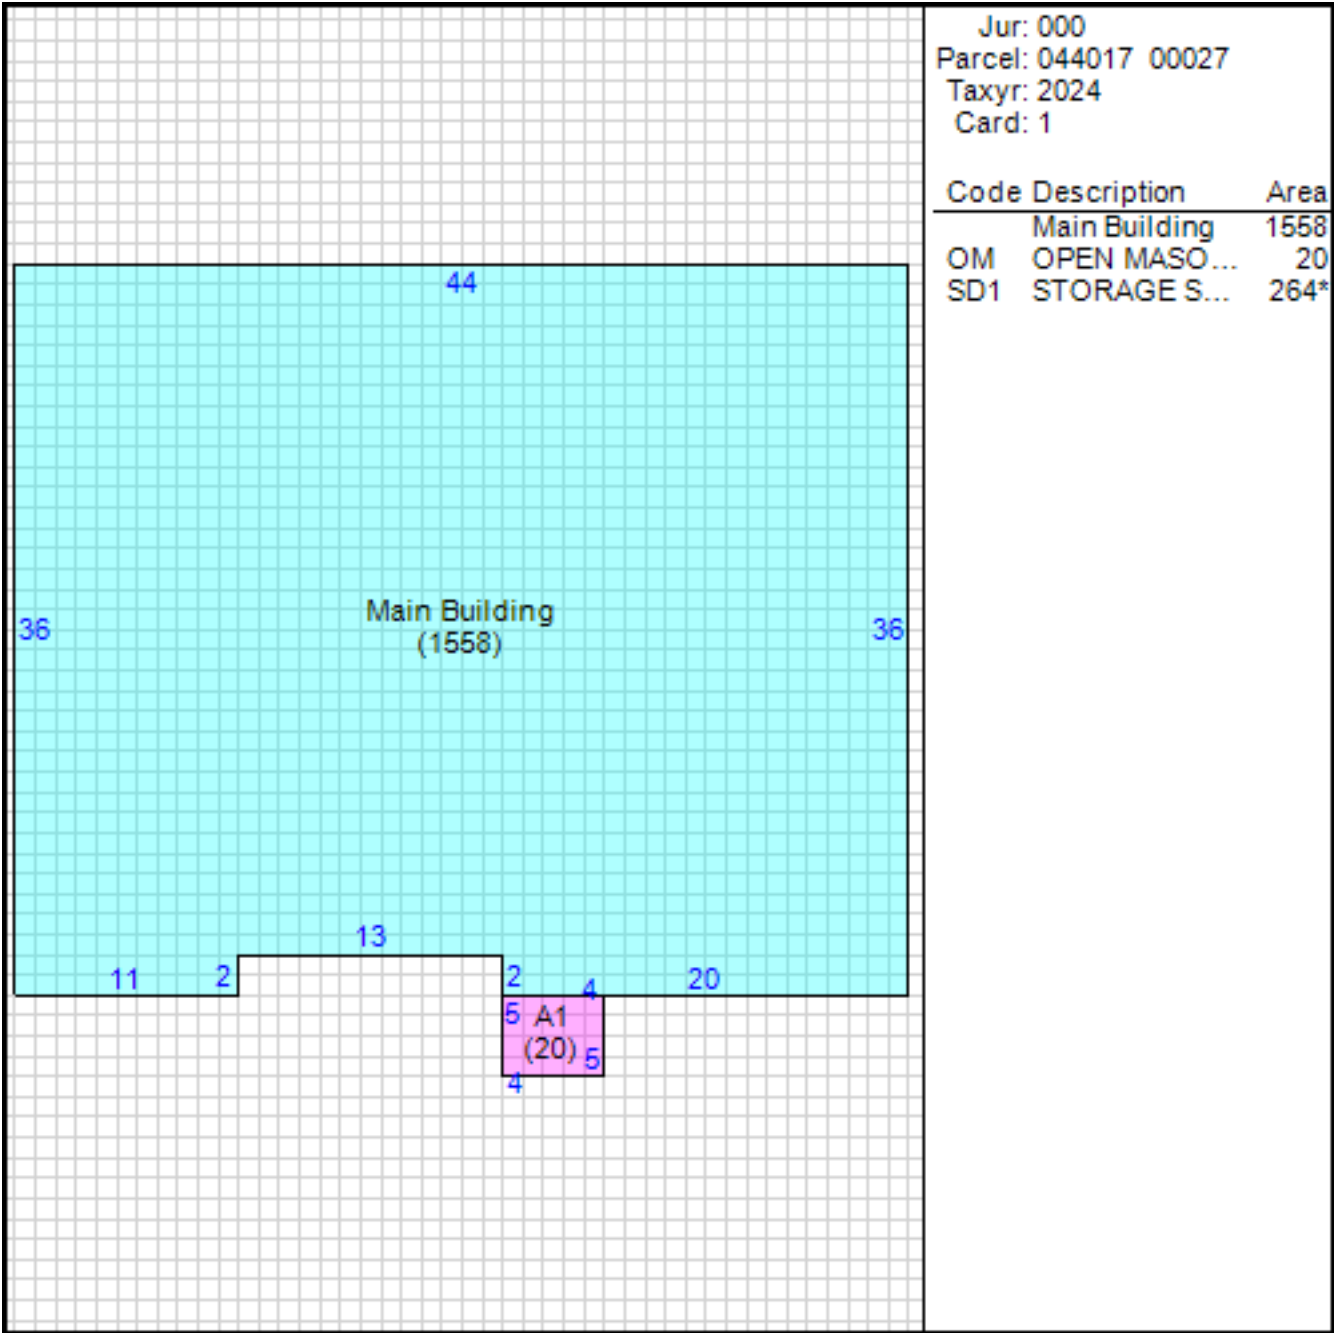 Jur: 000
Parcel: 044017 00027
Taxyr: 2024
Card: 1
Code Description Area
Main Building 1558
OM OPEN MASO... 20
SD1 STORAGE S... 264*
44
36
Main Building
(1558)
36
13
11
2
2
4
20
5
A1
(20)
5
4